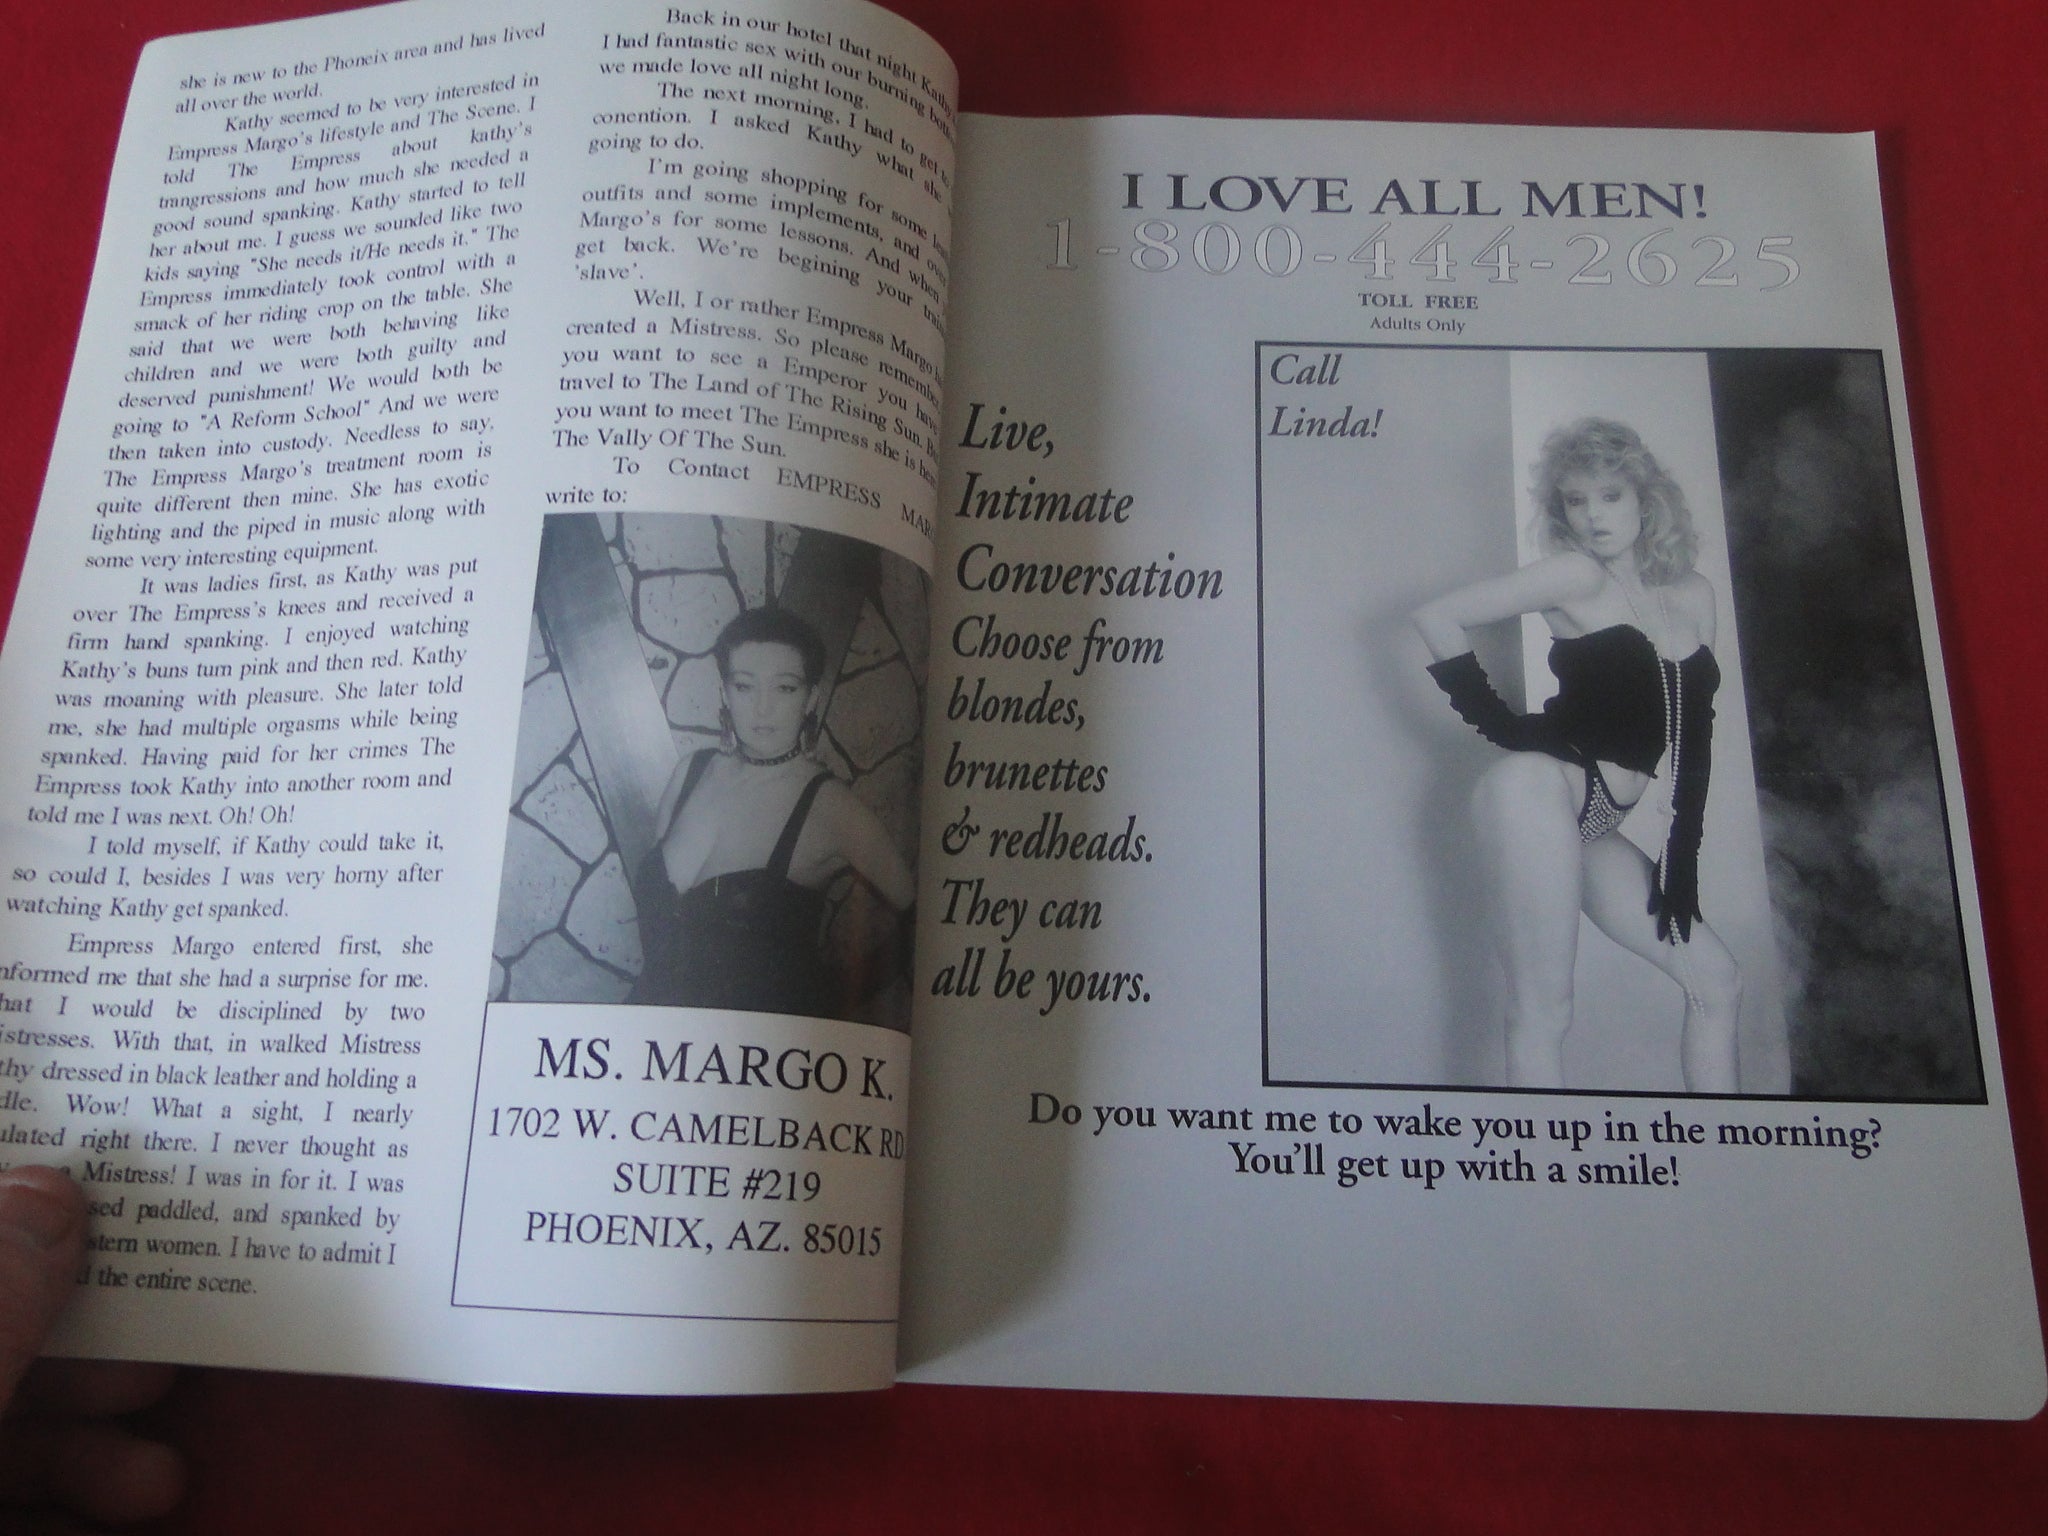 she is new to the Phoneix area and has lived
all over the world.
Kathy seemed to be very interested in
Empress Margo's lifestyle and The Scene. I
told The Empress about kathy's
trangressions and how much she needed a
good sound spanking. Kathy started to tell
her about me. I guess we sounded like two
kids saying "She needs it/He needs it." The
Empress immediately took control with a
smack of her riding crop on the table. She
said that we were both behaving like
children and we were both guilty and
deserved punishment! We would both be
going to "A Reform School" And we were
then taken into custody. Needless to say,
The Empress Margo's treatment room is
quite different then mine. She has exotic
lighting and the piped in music along with
some very interesting equipment.
It was ladies first, as Kathy was put
over The Empress's knees and received a
firm hand spanking. I enjoyed watching
Kathy's buns turn pink and then red. Kathy
was moaning with pleasure. She later told
me, she had multiple orgasms while being
spanked. Having paid for her crimes The
Empress took Kathy into another room and
told me I was next. Oh! Oh!
I told myself, if Kathy could take it,
so could I, besides I was very horny after
watching Kathy get spanked.
Empress Margo entered first, she
nformed me that she had a surprise for me.
hat I would be disciplined by two
istresses. With that, in walked Mistress
thy dressed in black leather and holding a
dle. Wow! What a sight, I nearly
ulated right there. I never thought as
Mistress! I was in for it. I was
sed paddled, and spanked by
stern women. I have to admit I
d the entire scene.
Back in our hotel that night Kathy
I had fantastic sex with our burning
we made love all night long.
The next morning, I had to get to
conention. I asked Kathy what she
going to do.
I'm going shopping for some
outfits and some implements, and over
Margo's for some lessons. And when
get back. We're begining your
'slave'.
Well, I or rather Empress Margo
created a Mistress. So please remember,
you want to see a Emperor you have
travel to The Land of The Rising Sun. Bu
you want to meet The Empress she is here
The Vally Of The Sun.
To Contact EMPRESS MAR
write to:
MS. MARGO K.
1702 W. CAMELBACK RD
SUITE #219
PHOENIX, AZ. 85015
I LOVE ALL MEN!
1-800-444-2625
TOLL FREE
Adults Only
Call
Linda!
Live,
Intimate
Conversation
Choose from
blondes,
brunettes
& redheads.
They can
all be yours.
Do you want me to wake you up in the morning?
You'll get up with a smile!